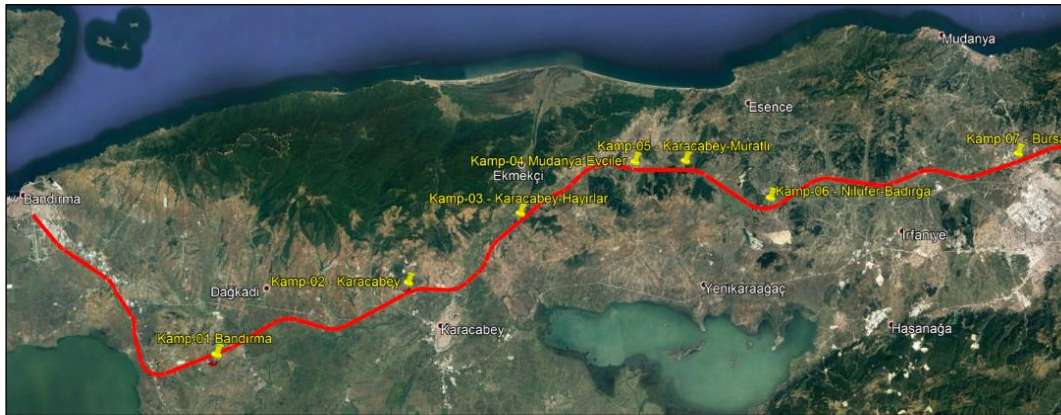 Mudanya
Esence
Kamp-07 - Bursa
Kamp-05 - Karacabey-Muratlı
Kamp-04 Mudanya-Evciler
Ekmekçi
Kamp-06 - Nilüfer-Badırga
Bandırma
Kamp-03 - Karacabey-Hayırlar
İrfaniye
Kamp-02 - Karacabey
Dağkadı
Yenikaraağaç
Karacabey
Hasanağa
Kamp-01 Bandırma